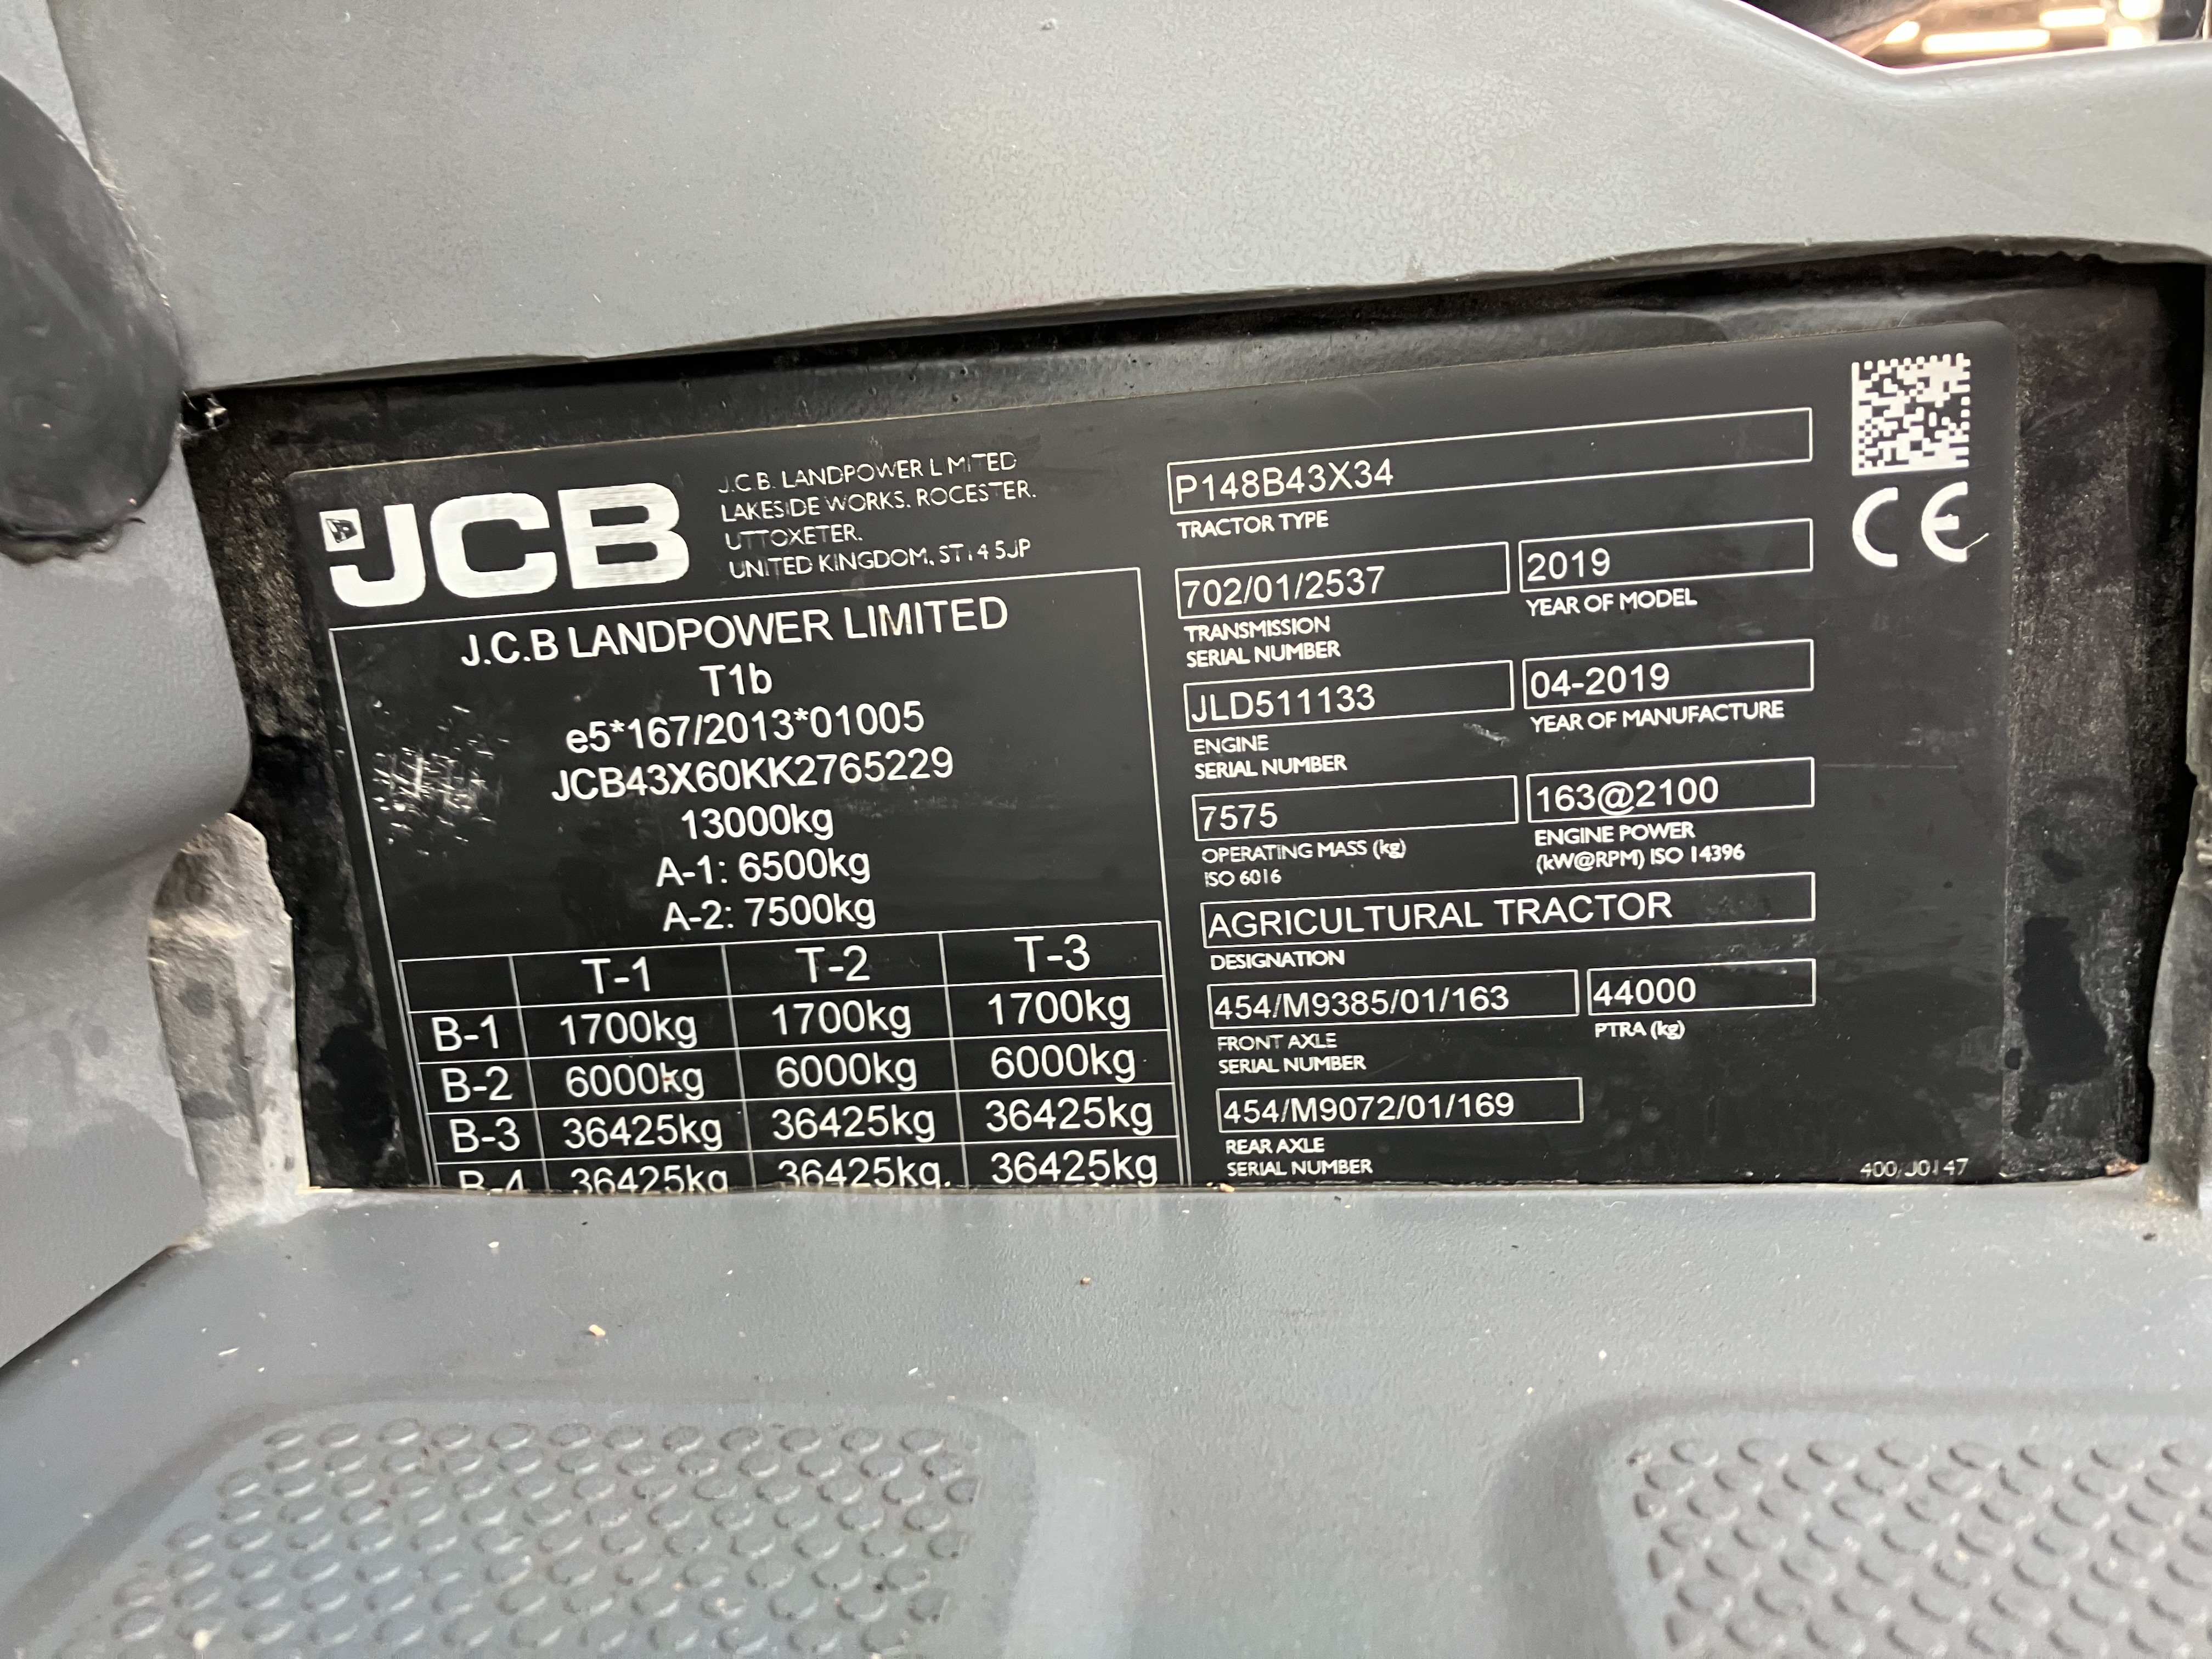 JCB
J.C.B. LANDPOWER LIMITED
LAKESIDE WORKS, ROCESTER,
UTTOXETER,
UNITED KINGDOM, ST14 5JP
J.C.B LANDPOWER LIMITED
T1b
e5*167/2013*01005
JCB43X60KK2765229
13000kg
A-1: 6500kg
A-2: 7500kg
T-1 T-2 T-3
B-1 1700kg 1700kg 1700kg
B-2 6000kg 6000kg 6000kg
B-3 36425kg 36425kg 36425kg
B-4 36425kg 36425kg 36425kg
P148B43X34
TRACTOR TYPE
702/01/2537 2019
TRANSMISSION
SERIAL NUMBER
YEAR OF MODEL
JLD511133 04-2019
ENGINE
SERIAL NUMBER
YEAR OF MANUFACTURE
7575 163@2100
OPERATING MASS (kg)
ISO 6016
ENGINE POWER
(kW@RPM) ISO 14396
AGRICULTURAL TRACTOR
DESIGNATION
454/M9385/01/163 44000
FRONT AXLE
SERIAL NUMBER
PTRA (kg)
454/M9072/01/169
REAR AXLE
SERIAL NUMBER
CE
400/J0147